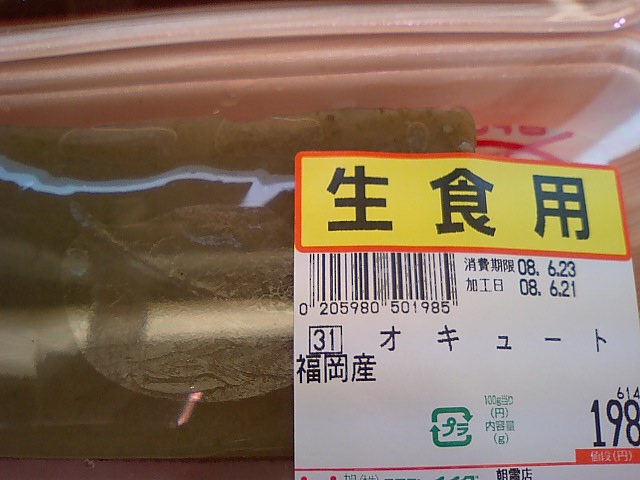 生食用
消費期限 08. 6.23
加工日 08. 6.21
0 205980 501985
31 オキュート
福岡産
プラ
100g当り
(円)
内容量
(g)
614
198
値段(円)
朝霞店